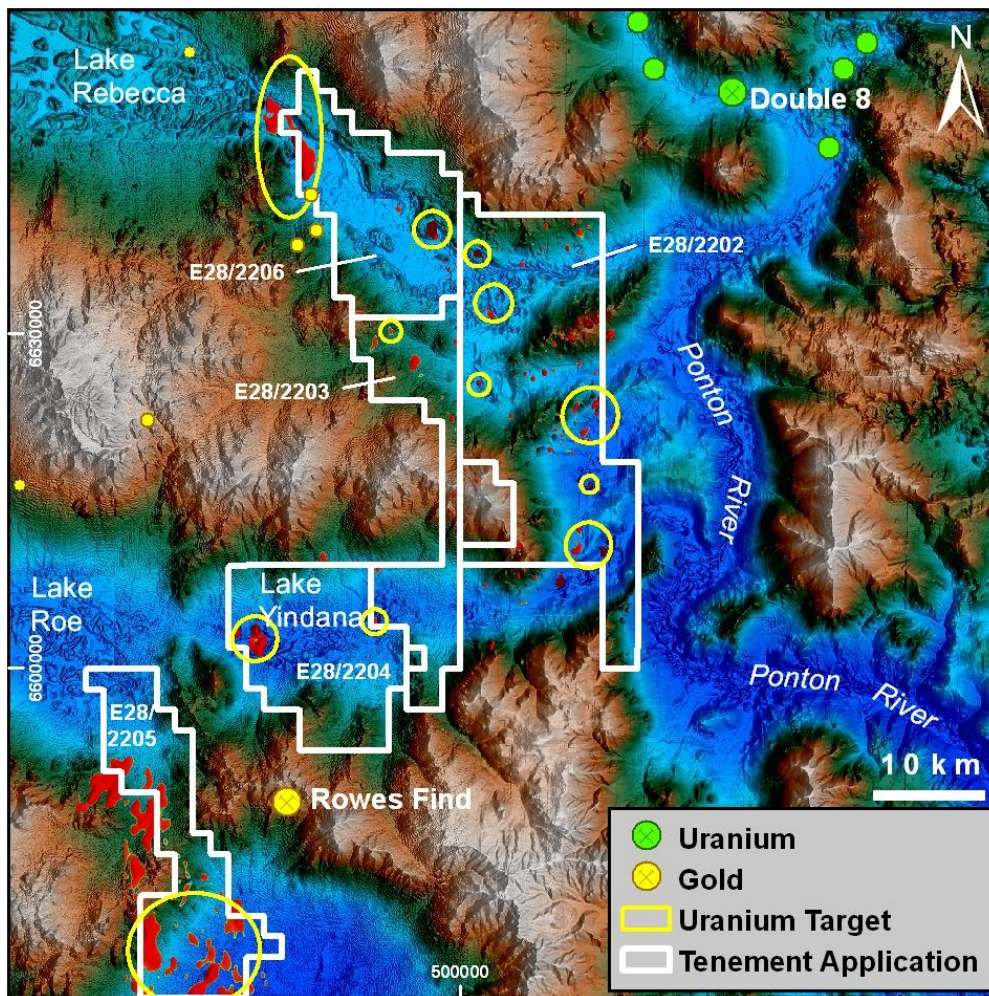 Lake
Rebecca
N
Double 8
E28/2206
E28/2202
6630000
E28/2203
Ponton
River
Lake
Roe
Lake
Yindana
6600000
E28/2204
Ponton
River
E28/
2205
10 km
Rowes Find
Uranium
Gold
Uranium Target
Tenement Application
500000